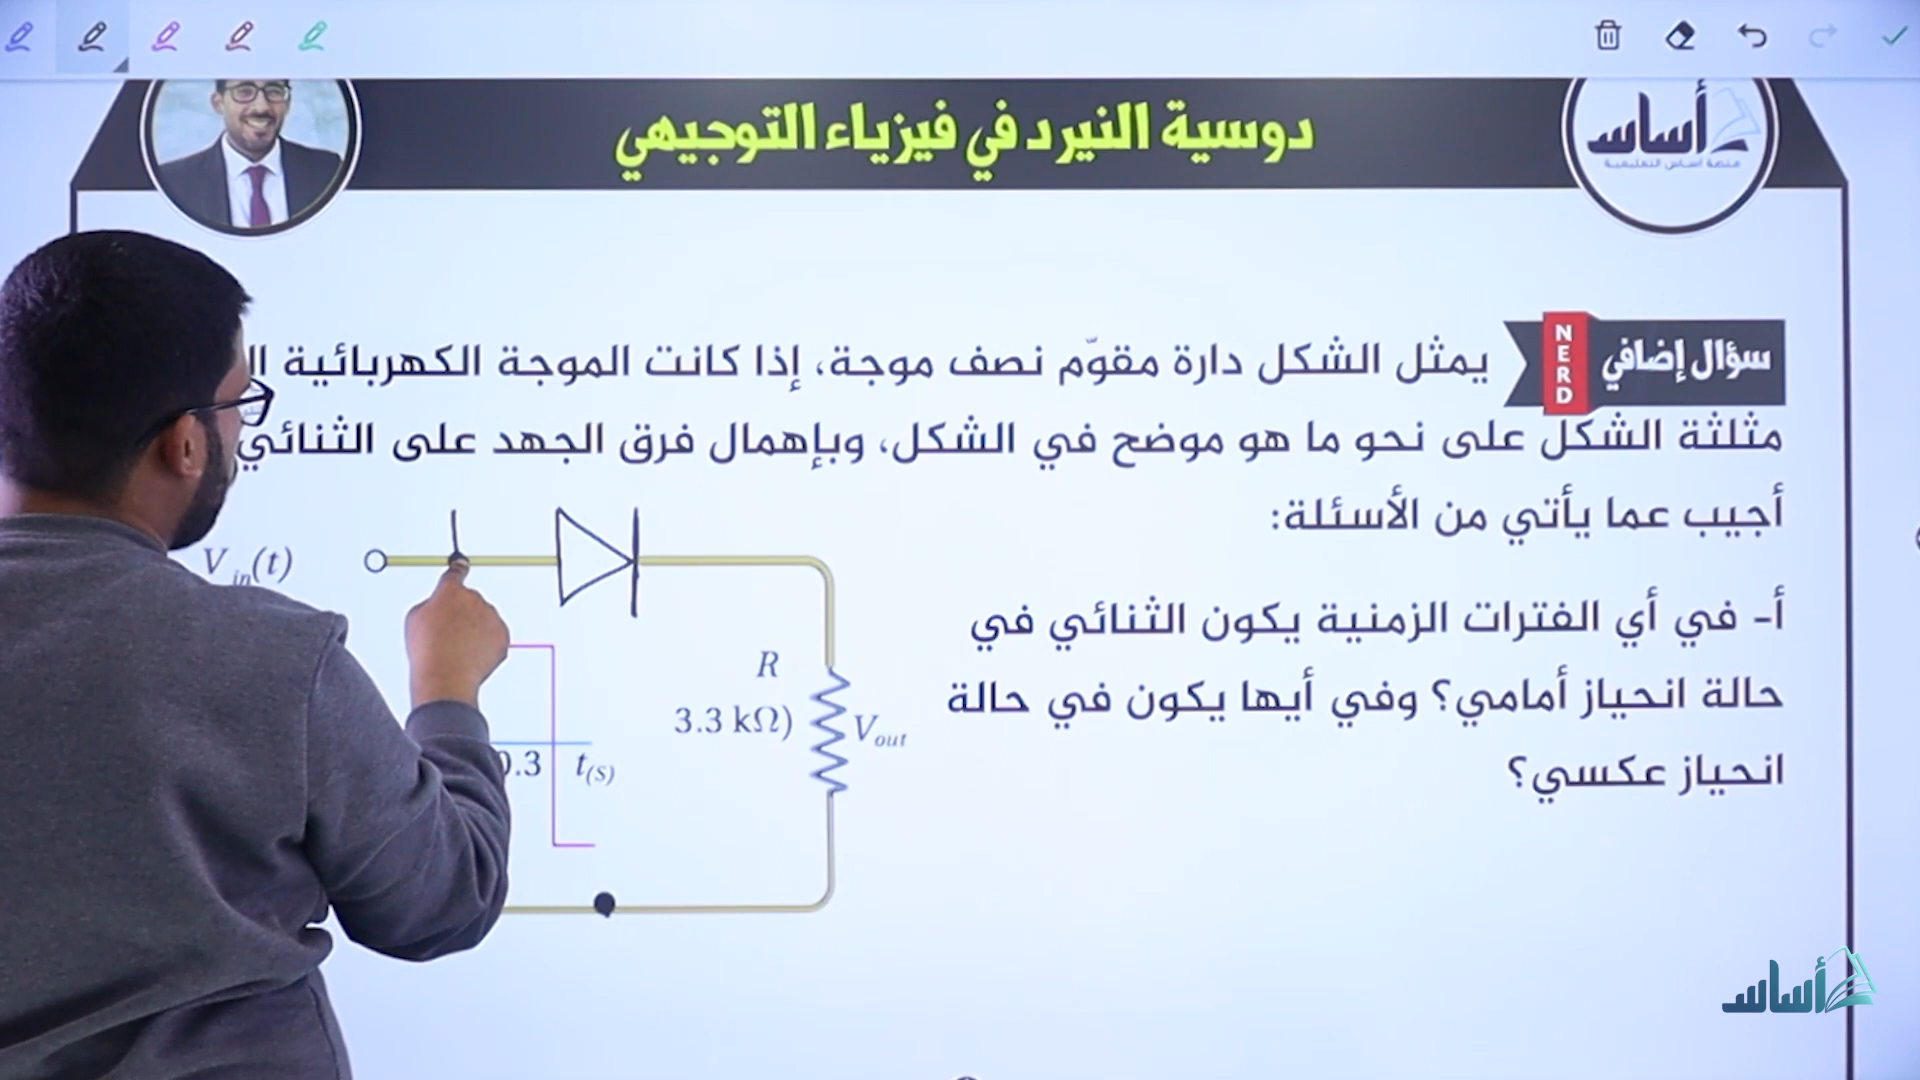 دوسية النيرد في فيزياء التوجيهي
أساس
منصة أساس التعليمية
سؤال إضافي
NERD
يمثل الشكل دارة مقوّم نصف موجة، إذا كانت الموجة الكهربائية
مثلثة الشكل على نحو ما هو موضح في الشكل، وبإهمال فرق الجهد على الثنائي
أجيب عما يأتي من الأسئلة:
أ- في أي الفترات الزمنية يكون الثنائي في
حالة انحياز أمامي؟ وفي أيها يكون في حالة
انحياز عكسي؟
V in(t)
R
3.3 kΩ)
Vout
0.3 t(S)
أساس